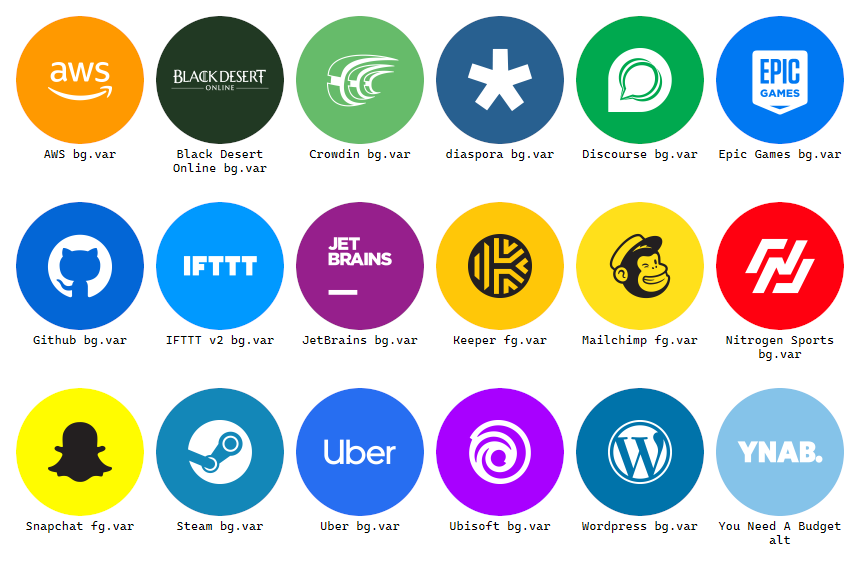 aws
BLACK DESERT
ONLINE
EPIC
GAMES
AWS bg.var
Black Desert
Online bg.var
Crowdin bg.var
diaspora bg.var
Discourse bg.var
Epic Games bg.var
IFTTT
JET
BRAINS
Github bg.var
IFTTT v2 bg.var
JetBrains bg.var
Keeper fg.var
Mailchimp fg.var
Nitrogen Sports
bg.var
Uber
YNAB.
Snapchat fg.var
Steam bg.var
Uber bg.var
Ubisoft bg.var
Wordpress bg.var
You Need A Budget
alt